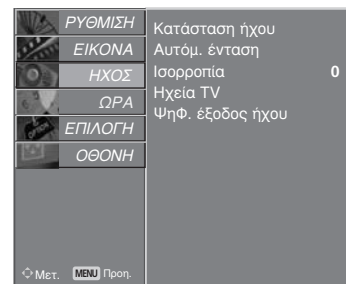 ΡΥΘΜΙΣΗ
ΕΙΚΟΝΑ
ΗΧΟΣ
ΩΡΑ
ΕΠΙΛΟΓΗ
ΟΘΟΝΗ
Κατάσταση ήχου
Αυτόμ. ένταση
Ισορροπία 0
Ηχεία TV
ΨηΦ. έξοδος ήχου
Μετ. MENU Προη.